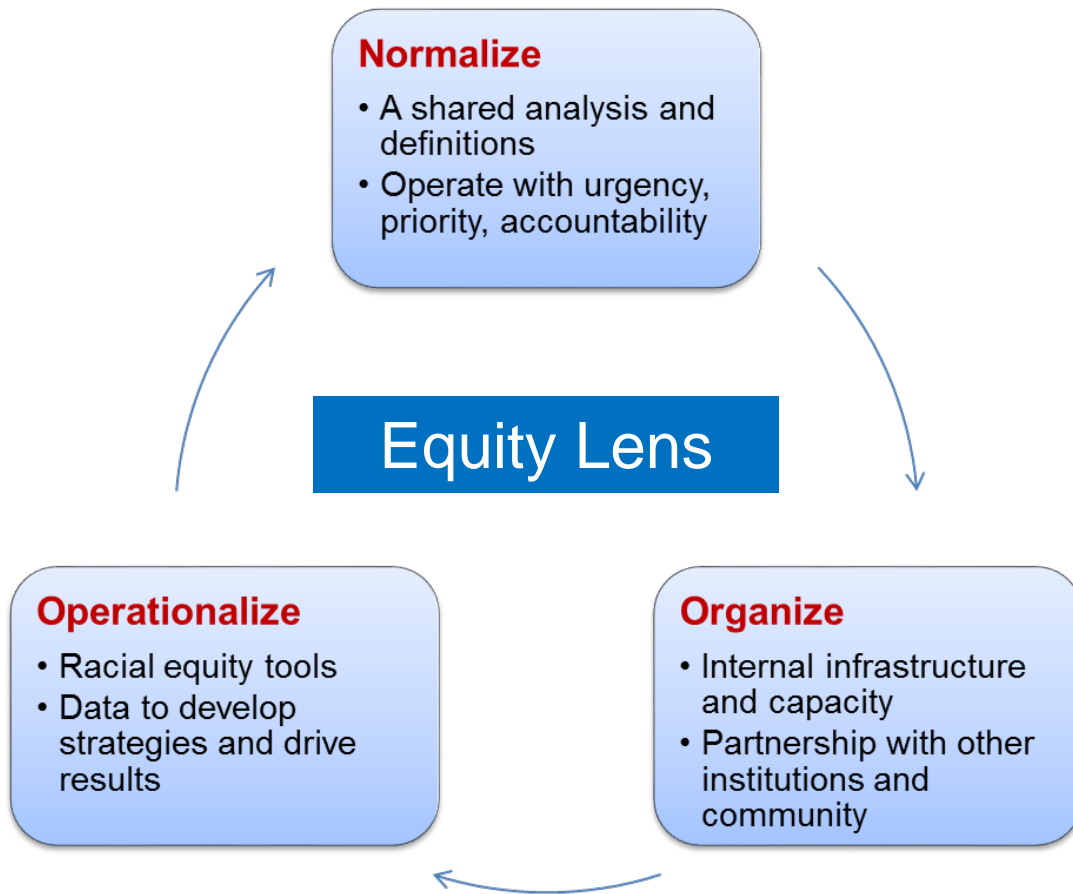 Normalize
• A shared analysis and
definitions
• Operate with urgency,
priority, accountability
Equity Lens
Operationalize
• Racial equity tools
• Data to develop
strategies and drive
results
Organize
• Internal infrastructure
and capacity
• Partnership with other
institutions and
community